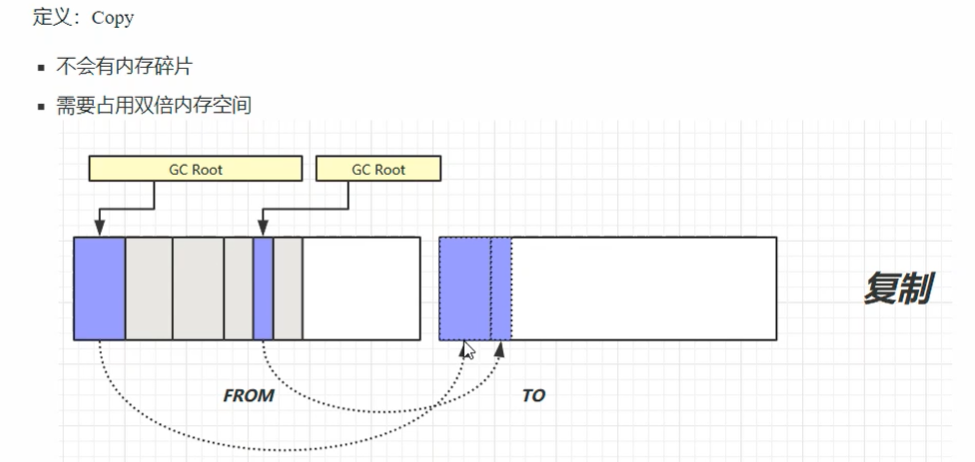 定义：Copy
不会有内存碎片
需要占用双倍内存空间
GC Root
GC Root
复制
FROM
TO